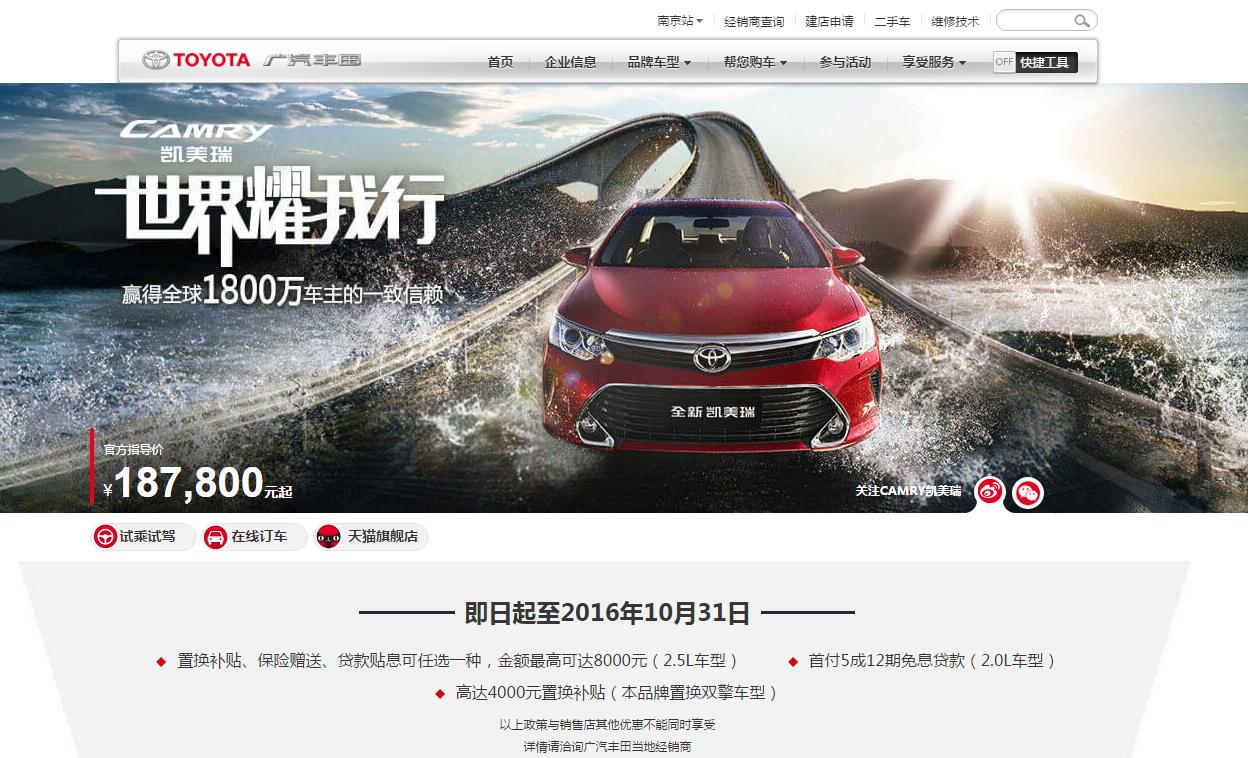 南京站 经销商查询 建店申请 二手车 维修技术
TOYOTA 广汽丰田 首页 企业信息 品牌车型 帮您购车 参与活动 享受服务 OFF 快捷工具
CAMRY
凯美瑞
世界耀我行
赢得全球1800万车主的一致信赖
全新凯美瑞
官方指导价
¥187,800元起
关注CAMRY凯美瑞
试乘试驾 在线订车 天猫旗舰店
即日起至2016年10月31日
置换补贴、保险赠送、贷款贴息可任选一种，金额最高可达8000元（2.5L车型） 首付5成12期免息贷款（2.0L车型）
高达4000元置换补贴（本品牌置换双擎车型）
以上政策与销售店其他优惠不能同时享受
详情请洽询广汽丰田当地经销商